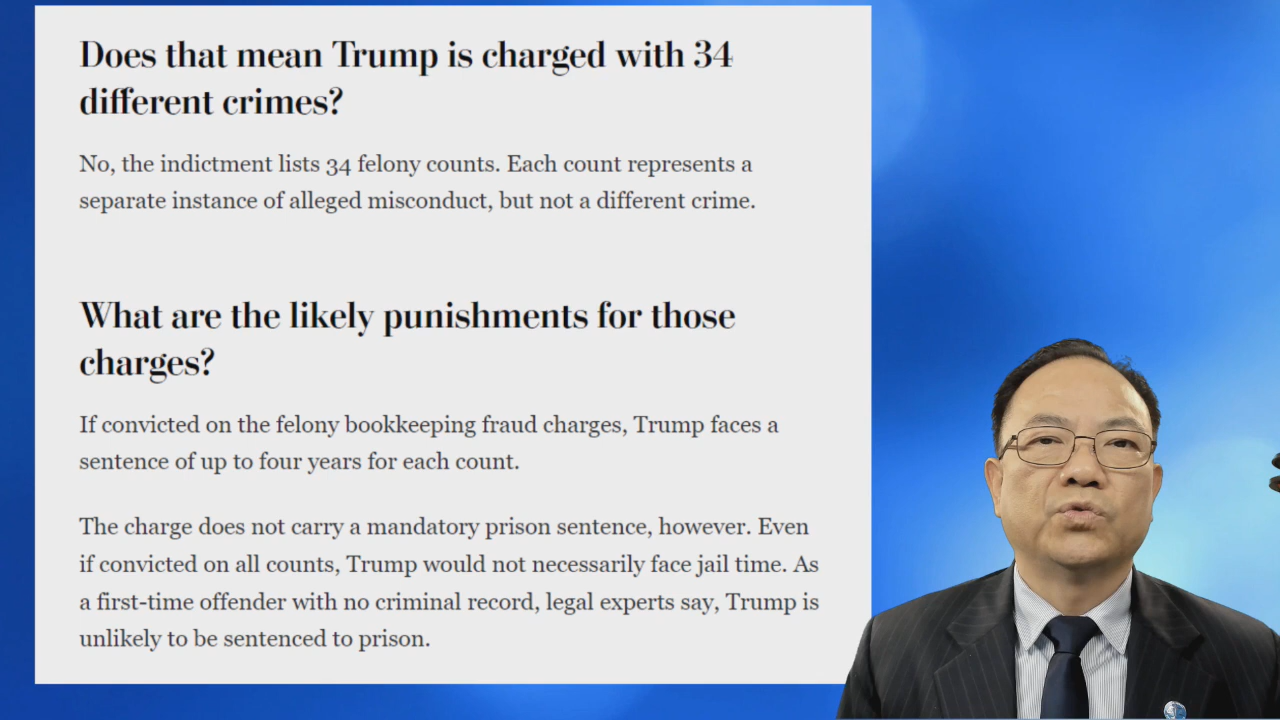 Does that mean Trump is charged with 34
different crimes?
No, the indictment lists 34 felony counts. Each count represents a
separate instance of alleged misconduct, but not a different crime.
What are the likely punishments for those
charges?
If convicted on the felony bookkeeping fraud charges, Trump faces a
sentence of up to four years for each count.
The charge does not carry a mandatory prison sentence, however. Even
if convicted on all counts, Trump would not necessarily face jail time. As
a first-time offender with no criminal record, legal experts say, Trump is
unlikely to be sentenced to prison.